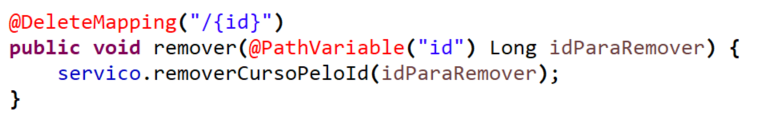 @DeleteMapping("/{id}")
public void remover(@PathVariable("id") Long idParaRemover) {
    servico.removerCursoPeloId(idParaRemover);
}